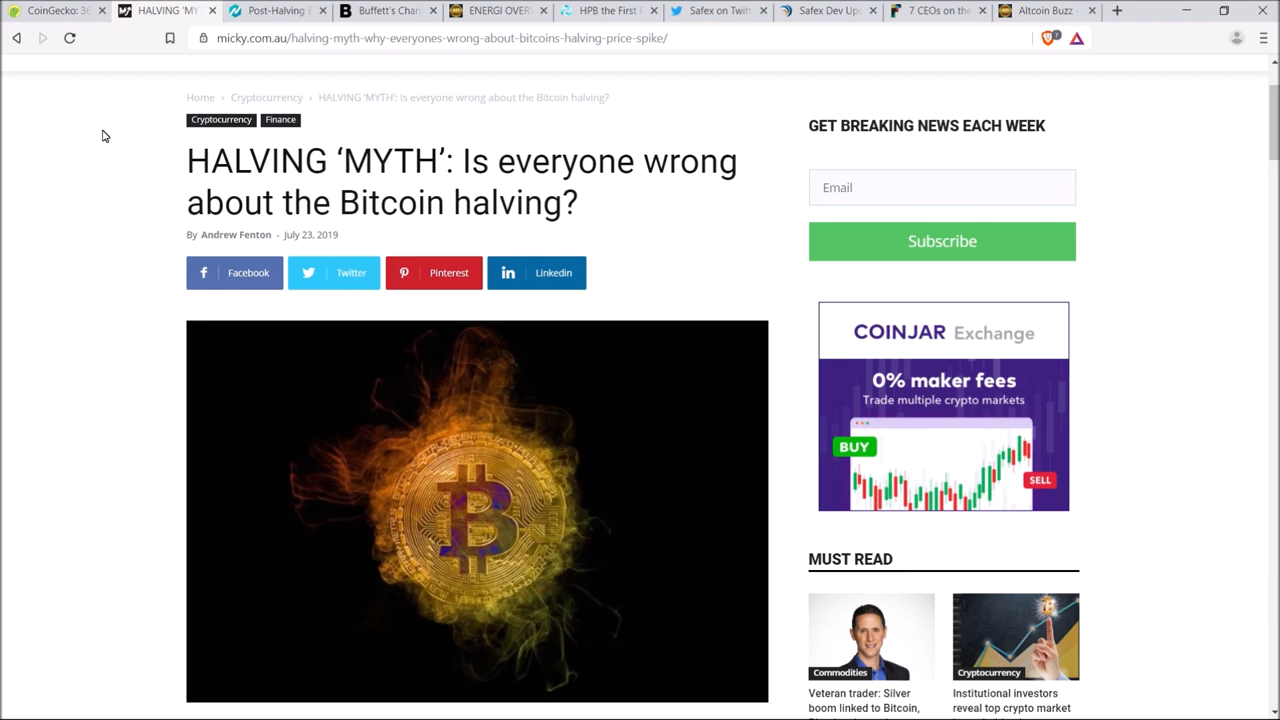 CoinGecko: 36
HALVING 'MY
Post-Halving E
Buffett's Chan
ENERGI OVER
HPB the First
Safex on Twit
Safex Dev Up
7 CEOs on the
Altcoin Buzz -
micky.com.au/halving-myth-why-everyones-wrong-about-bitcoins-halving-price-spike/
7
Home › Cryptocurrency › HALVING 'MYTH': Is everyone wrong about the Bitcoin halving?
Cryptocurrency Finance
HALVING ‘MYTH’: Is everyone wrong
about the Bitcoin halving?
By Andrew Fenton - July 23, 2019
Facebook Twitter Pinterest Linkedin
GET BREAKING NEWS EACH WEEK
Email
Subscribe
COINJAR Exchange
0% maker fees
Trade multiple crypto markets
BUY
SELL
MUST READ
Commodities
Veteran trader: Silver
boom linked to Bitcoin,
Cryptocurrency
Institutional investors
reveal top crypto market